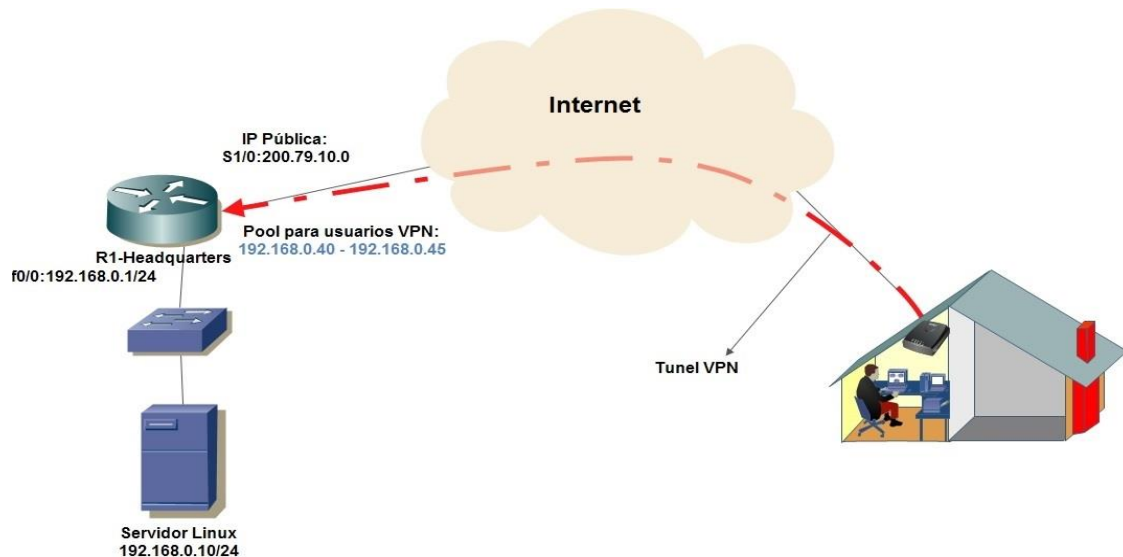 Internet
IP Pública:
S1/0:200.79.10.0
Pool para usuarios VPN:
192.168.0.40 - 192.168.0.45
R1-Headquarters
f0/0:192.168.0.1/24
Tunel VPN
Servidor Linux
192.168.0.10/24